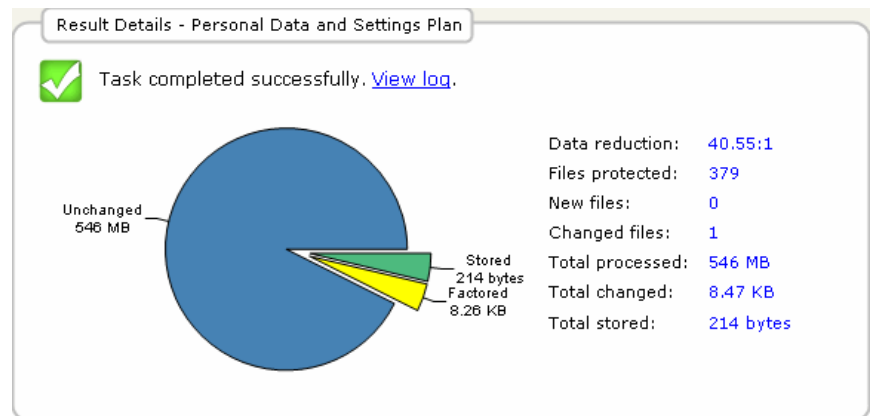 Result Details - Personal Data and Settings Plan
Task completed successfully. View log.
Unchanged
546 MB
Stored
214 bytes
Factored
8.26 KB
Data reduction: 40.55:1
Files protected: 379
New files: 0
Changed files: 1
Total processed: 546 MB
Total changed: 8.47 KB
Total stored: 214 bytes